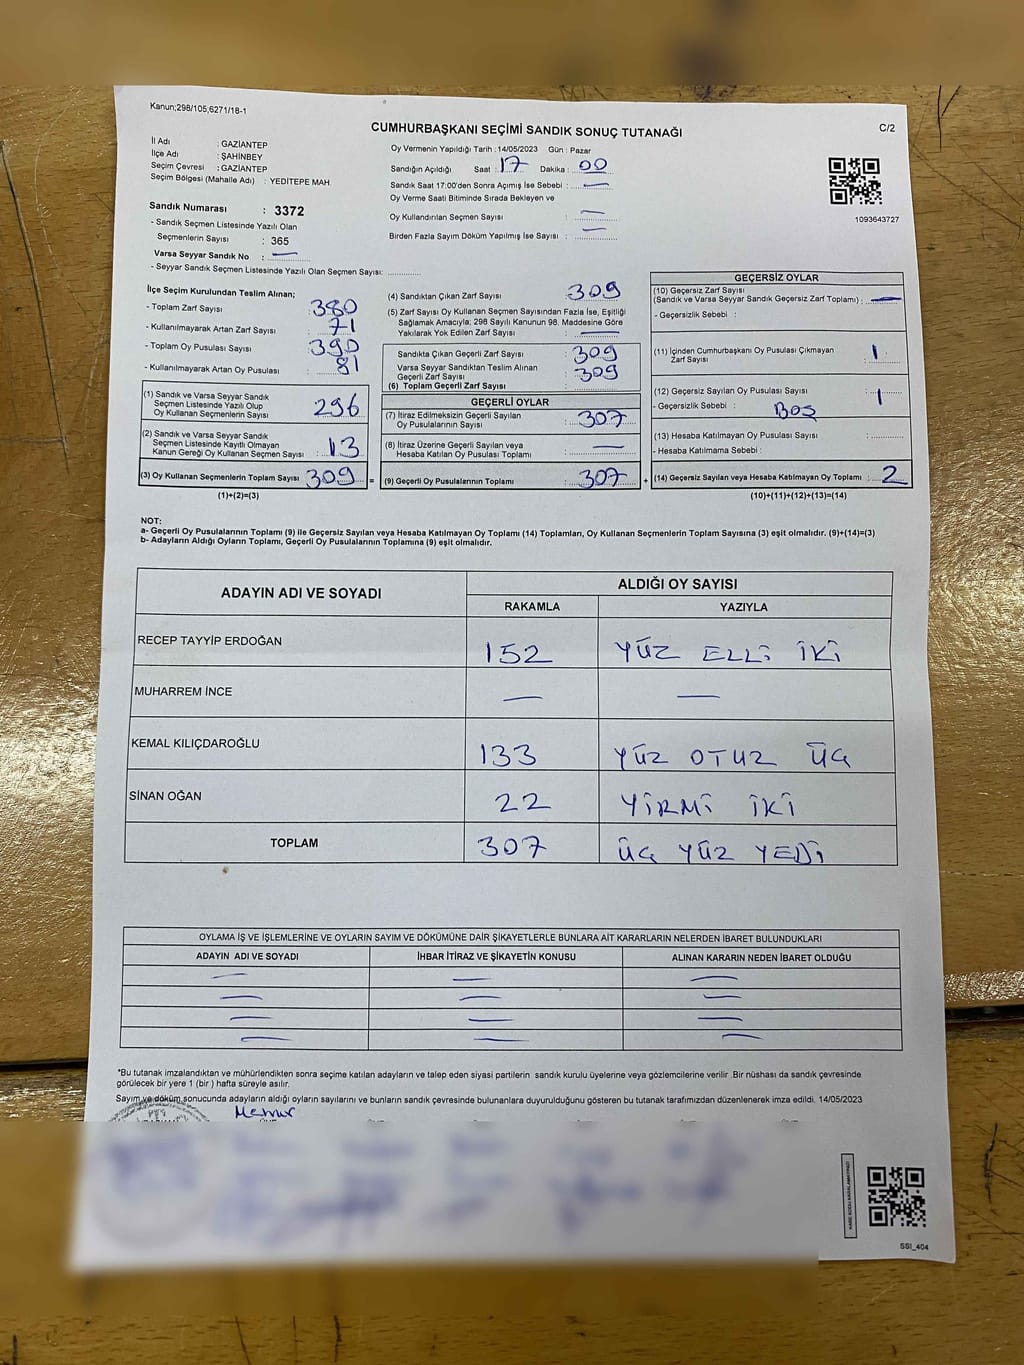 Kanun;298/105;6271/18-1
CUMHURBAŞKANI SEÇİMİ SANDIK SONUÇ TUTANAĞI
C/2
İl Adı : GAZİANTEP
İlçe Adı : ŞAHİNBEY
Seçim Çevresi : GAZİANTEP
Seçim Bölgesi (Mahalle Adı) : YEDİTEPE MAH.
Sandık Numarası : 3372
- Sandık Seçmen Listesinde Yazılı Olan
Seçmenlerin Sayısı : 365
Varsa Seyyar Sandık No : —
- Seyyar Sandık Seçmen Listesinde Yazılı Olan Seçmen Sayısı: ............
Oy Vermenin Yapıldığı Tarih :14/05/2023 Gün : Pazar
Sandığın Açıldığı Saat : 17 Dakika : 00
Sandık Saat 17:00'den Sonra Açımış İse Sebebi : —
Oy Verme Saati Bitiminde Sırada Bekleyen ve
Oy Kullandırılan Seçmen Sayısı : —
Birden Fazla Sayım Döküm Yapılmış İse Sayısı : —
1093643727
İlçe Seçim Kurulundan Teslim Alınan;
- Toplam Zarf Sayısı : 380
- Kullanılmayarak Artan Zarf Sayısı : 71
- Toplam Oy Pusulası Sayısı : 390
- Kullanılmayarak Artan Oy Pusulası : 81
(1) Sandık ve Varsa Seyyar Sandık
Seçmen Listesinde Yazılı Olup
Oy Kullanan Seçmenlerin Sayısı : 296
(2) Sandık ve Varsa Seyyar Sandık
Seçmen Listesinde Kayıtlı Olmayan
Kanun Gereği Oy Kullanan Seçmen Sayısı : 13
(3) Oy Kullanan Seçmenlerin Toplam Sayısı : 309 =
(1)+(2)=(3)
(4) Sandıktan Çıkan Zarf Sayısı : 309
(5) Zarf Sayısı Oy Kullanan Seçmen Sayısından Fazla İse, Eşitliği
Sağlamak Amacıyla; 298 Sayılı Kanunun 98. Maddesine Göre
Yakılarak Yok Edilen Zarf Sayısı : —
Sandıkta Çıkan Geçerli Zarf Sayısı : 309
Varsa Seyyar Sandıktan Teslim Alınan
Geçerli Zarf Sayısı : 309
(6) Toplam Geçerli Zarf Sayısı :
GEÇERLİ OYLAR
(7) İtiraz Edilmeksizin Geçerli Sayılan
Oy Pusulalarının Sayısı : 307
(8) İtiraz Üzerine Geçerli Sayılan veya
Hesaba Katılan Oy Pusulası Toplamı : —
(9) Geçerli Oy Pusulalarının Toplamı : 307 +
GEÇERSİZ OYLAR
(10) Geçersiz Zarf Sayısı
(Sandık ve Varsa Seyyar Sandık Geçersiz Zarf Toplamı) : —
- Geçersizlik Sebebi :
(11) İçinden Cumhurbaşkanı Oy Pusulası Çıkmayan
Zarf Sayısı : 1
(12) Geçersiz Sayılan Oy Pusulası Sayısı : 1
- Geçersizlik Sebebi : BOŞ
(13) Hesaba Katılmayan Oy Pusulası Sayısı : ............
- Hesaba Katılmama Sebebi :
(14) Geçersiz Sayılan veya Hesaba Katılmayan Oy Toplamı : 2
(10)+(11)+(12)+(13)=(14)
NOT:
a- Geçerli Oy Pusulalarının Toplamı (9) ile Geçersiz Sayılan veya Hesaba Katılmayan Oy Toplamı (14) Toplamları, Oy Kullanan Seçmenlerin Toplam Sayısına (3) eşit olmalıdır. (9)+(14)=(3)
b- Adayların Aldığı Oyların Toplamı, Geçerli Oy Pusulalarının Toplamına (9) eşit olmalıdır.
ADAYIN ADI VE SOYADI
ALDIĞI OY SAYISI
RAKAMLA YAZIYLA
RECEP TAYYİP ERDOĞAN 152 YÜZ ELLİ İKİ
MUHARREM İNCE — —
KEMAL KILIÇDAROĞLU 133 YÜZ OTUZ ÜÇ
SİNAN OĞAN 22 YİRMİ İKİ
TOPLAM 307 ÜÇ YÜZ YEDİ
OYLAMA İŞ VE İŞLEMLERİNE VE OYLARIN SAYIM VE DÖKÜMÜNE DAİR ŞİKAYETLERLE BUNLARA AİT KARARLARIN NELERDEN İBARET BULUNDUKLARI
ADAYIN ADI VE SOYADI İHBAR İTİRAZ VE ŞİKAYETİN KONUSU ALINAN KARARIN NEDEN İBARET OLDUĞU
— — —
— — —
— — —
— — —
*Bu tutanak imzalandıktan ve mühürlendikten sonra seçime katılan adayların ve talep eden siyasi partilerin sandık kurulu üyelerine veya gözlemcilerine verilir .Bir nüshası da sandık çevresinde
görülecek bir yere 1 (bir ) hafta süreyle asılır.
Sayım ve döküm sonucunda adayların aldığı oyların sayılarını ve bunların sandık çevresinde bulunanlara duyurulduğunu gösteren bu tutanak tarafımızdan düzenlenerek imza edildi. 14/05/2023
Memur
SSI_404